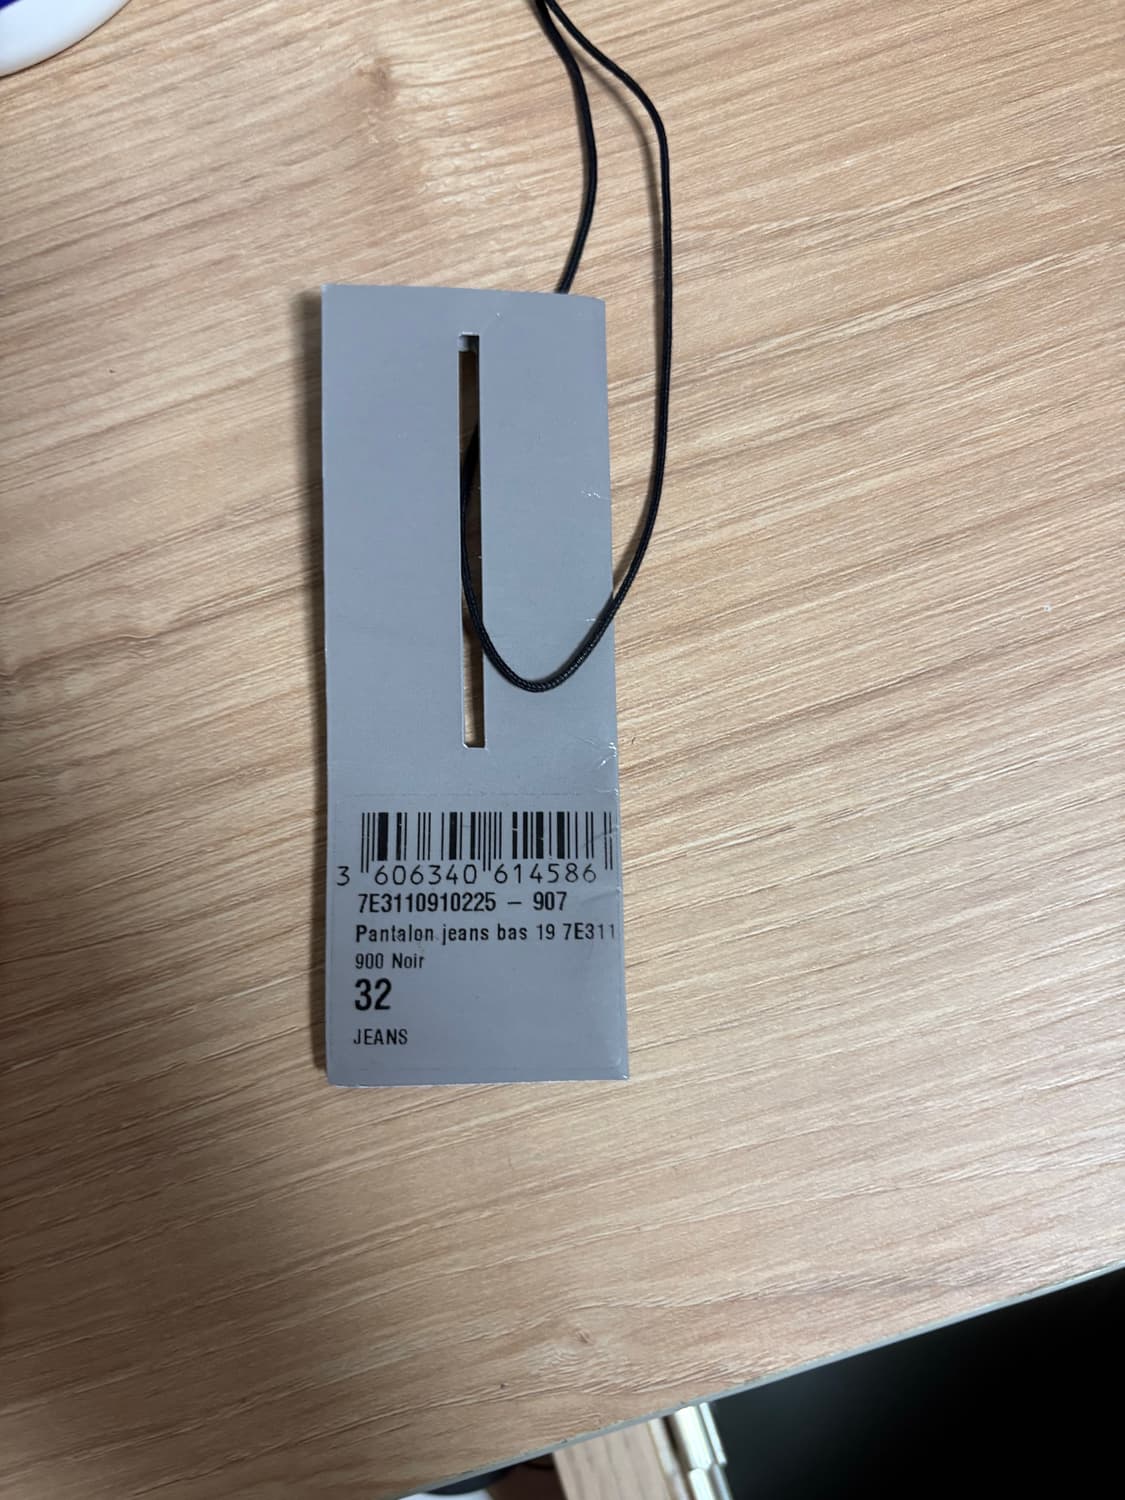 3 606340 614586
7E3110910225 – 907
Pantalon jeans bas 19 7E311
900 Noir
32
JEANS